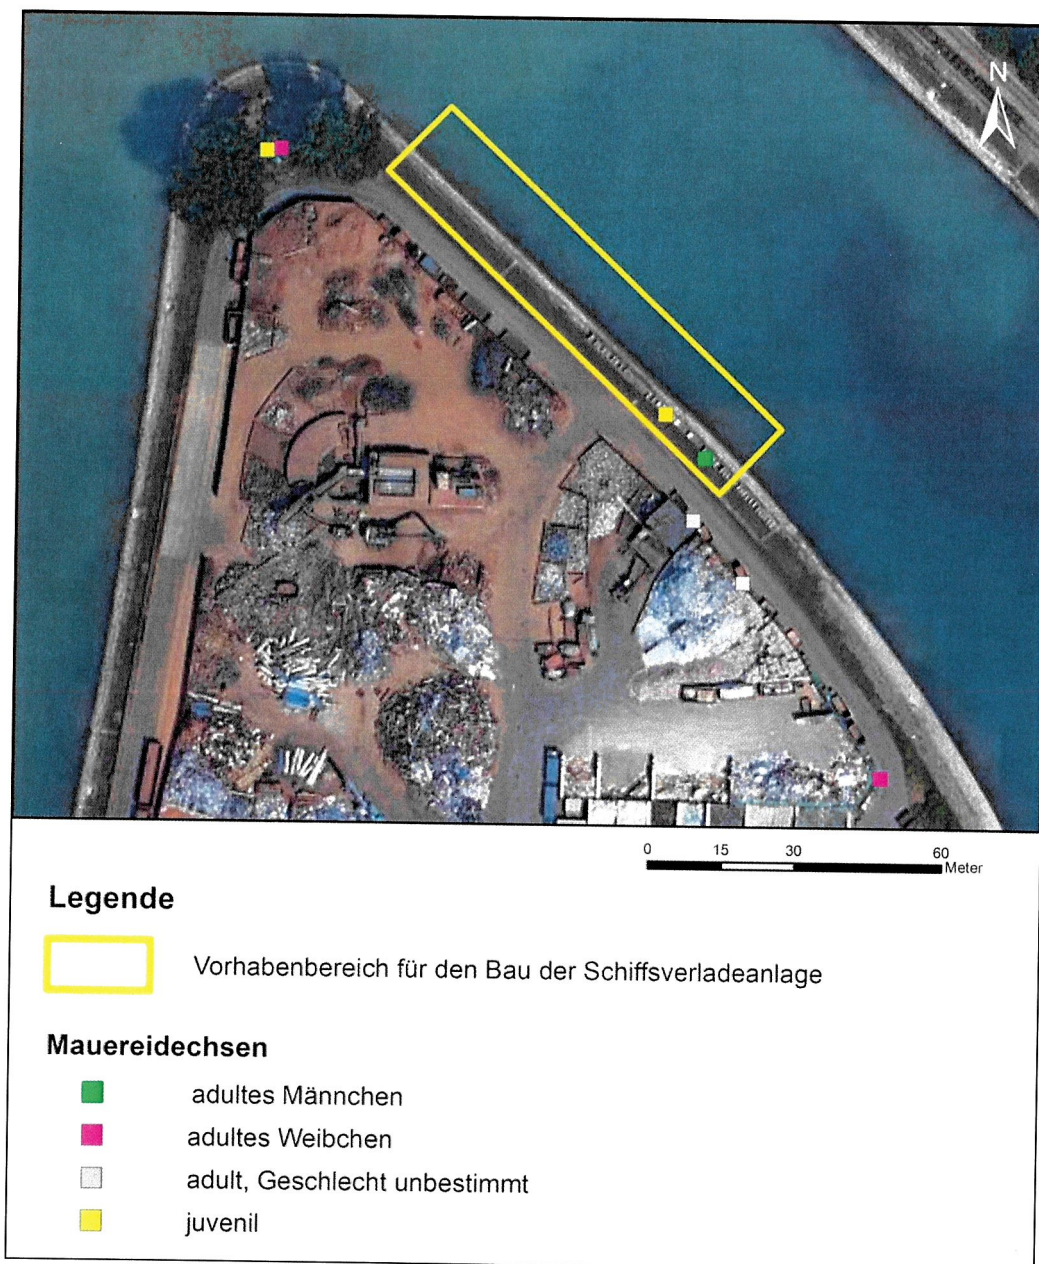 N
0 15 30 60
Meter
Legende
Vorhabenbereich für den Bau der Schiffsverladeanlage
Mauereidechsen
adultes Männchen
adultes Weibchen
adult, Geschlecht unbestimmt
juvenil